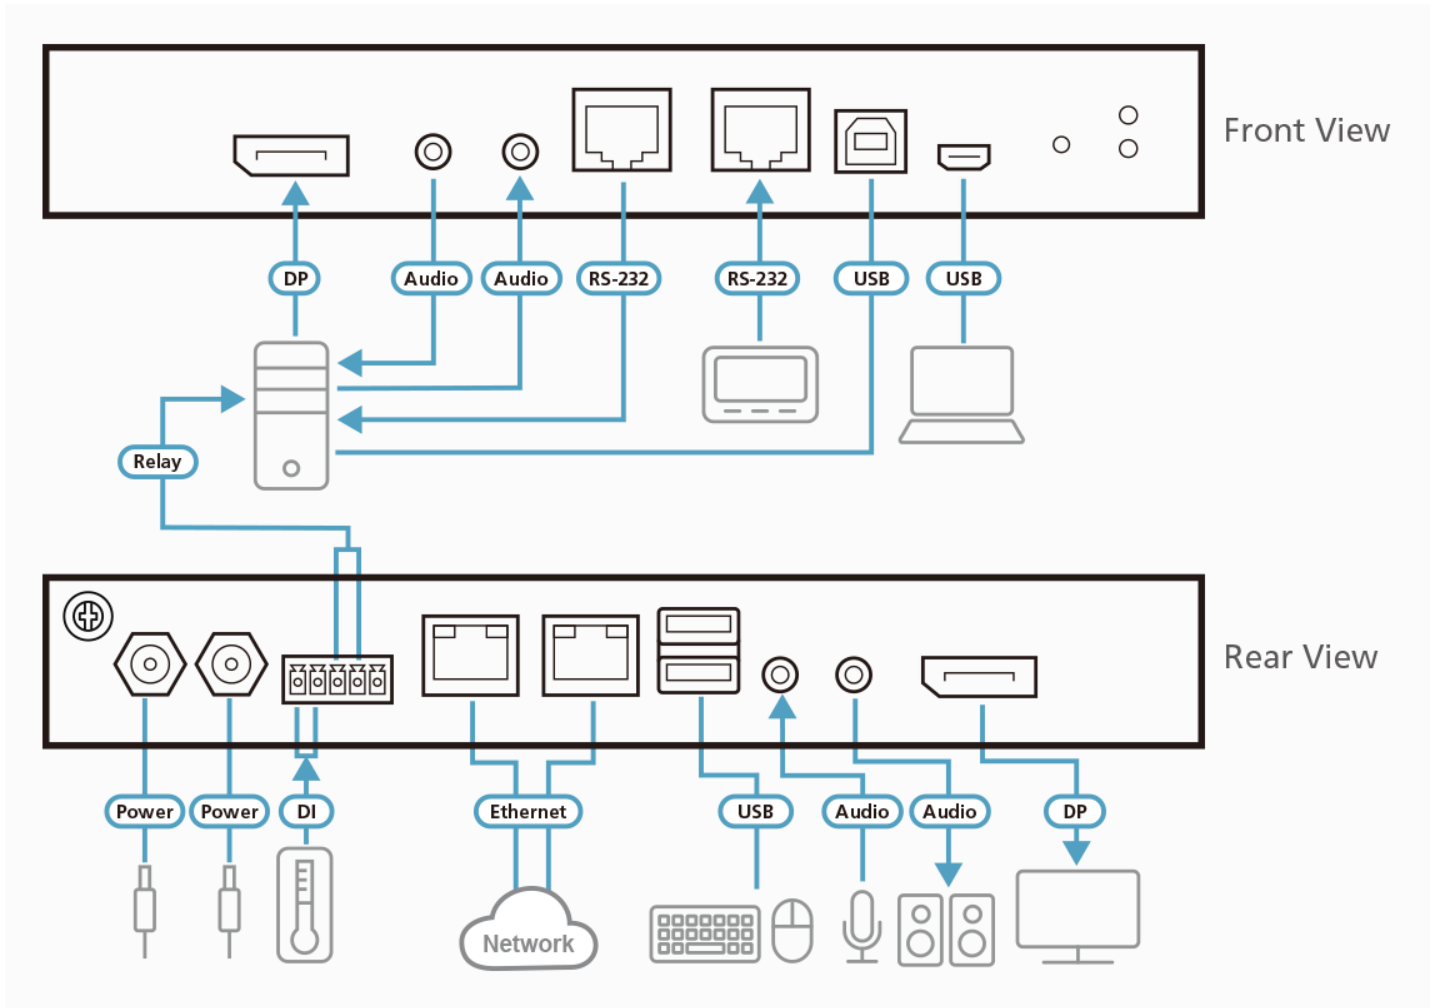 Front View
DP
Audio
Audio
RS-232
RS-232
USB
USB
Relay
Rear View
Power
Power
DI
Ethernet
USB
Audio
Audio
DP
Network